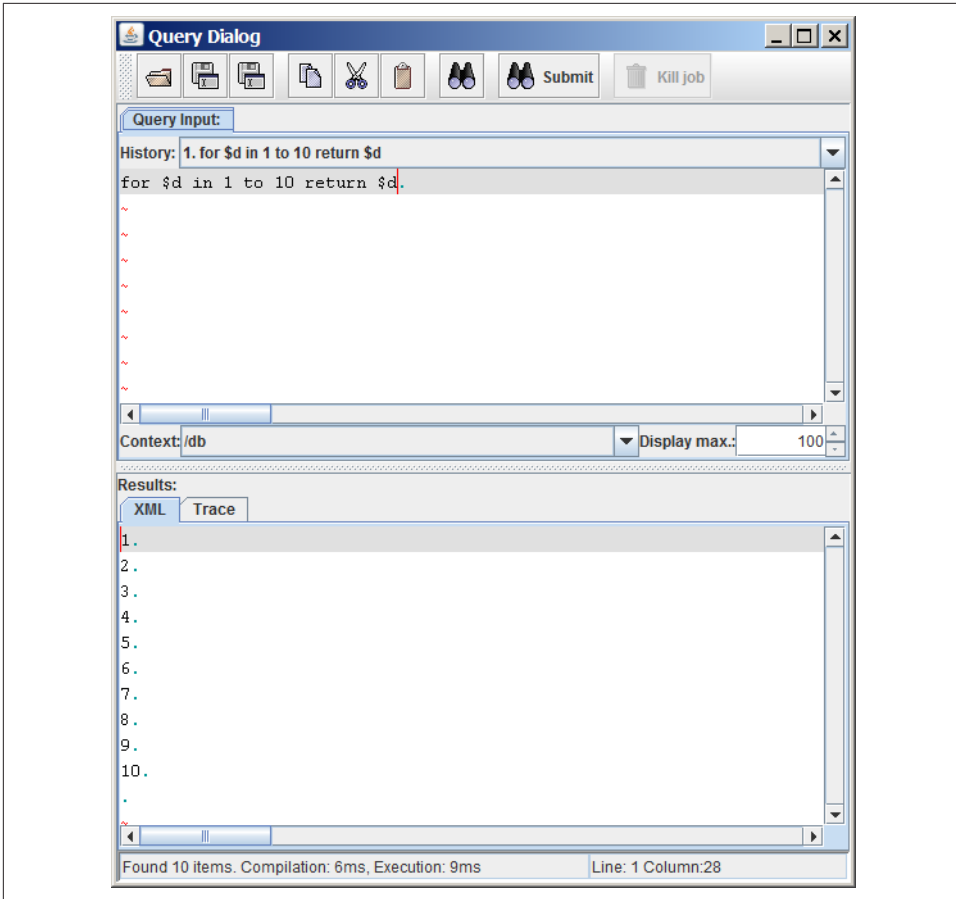 Query Dialog
Submit Kill job
Query Input:
History: 1. for $d in 1 to 10 return $d
for $d in 1 to 10 return $d.
~
~
~
~
~
~
~
~
Context: /db Display max.: 100
Results:
XML Trace
1.
2.
3.
4.
5.
6.
7.
8.
9.
10.
.
~
Found 10 items. Compilation: 6ms, Execution: 9ms Line: 1 Column:28